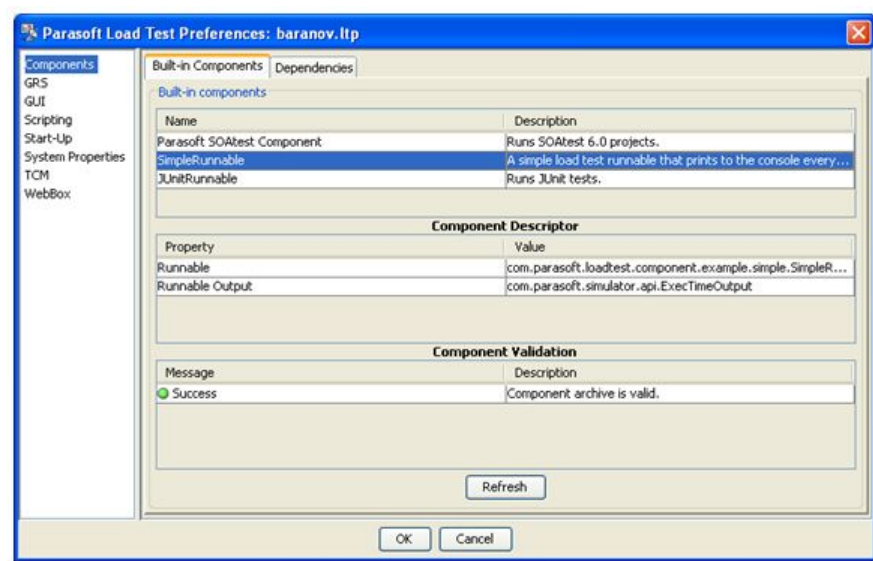 Parasoft Load Test Preferences: baranov.ltp
Components
GRS
GUI
Scripting
Start-Up
System Properties
TCM
WebBox
Built-in Components Dependencies
Built-in components
Name Description
Parasoft SOAtest Component Runs SOAtest 6.0 projects.
SimpleRunnable A simple load test runnable that prints to the console every...
JUnitRunnable Runs JUnit tests.
Component Descriptor
Property Value
Runnable com.parasoft.loadtest.component.example.simple.SimpleR...
Runnable Output com.parasoft.simulator.api.ExecTimeOutput
Component Validation
Message Description
Success Component archive is valid.
Refresh
OK Cancel